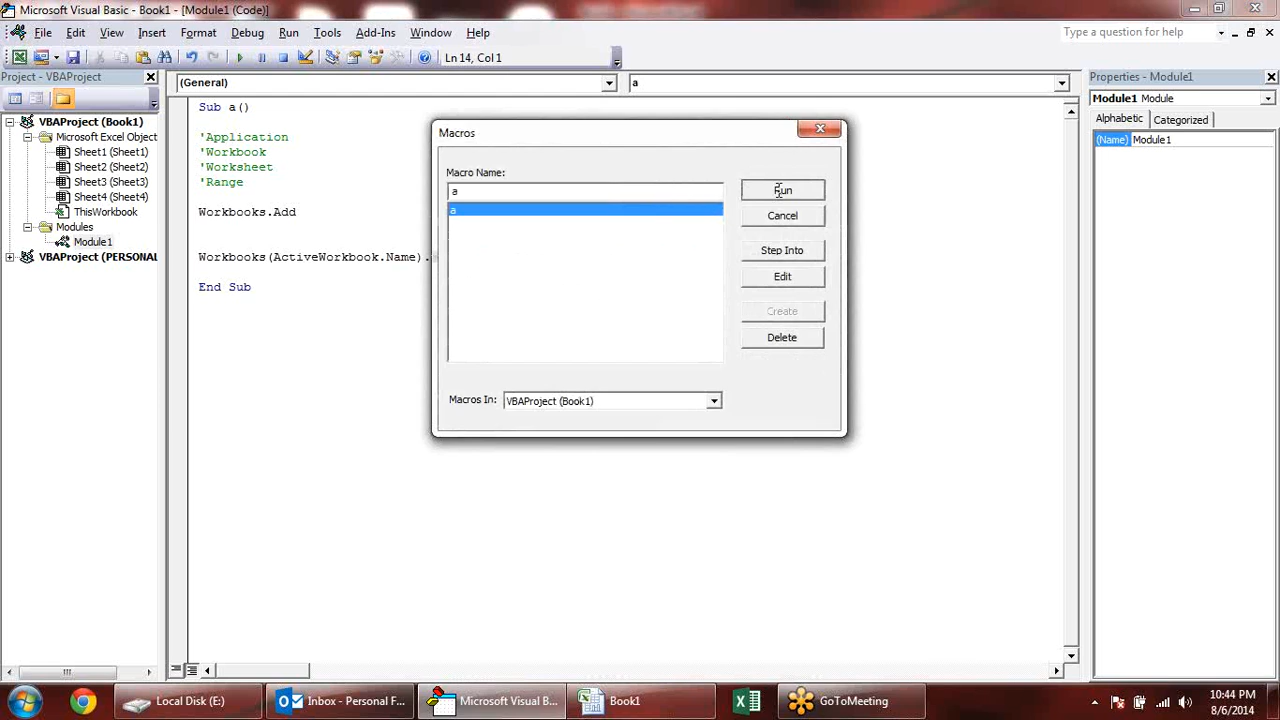 Microsoft Visual Basic - Book1 - [Module1 (Code)]
File Edit View Insert Format Debug Run Tools Add-Ins Window Help
Type a question for help
Ln 14, Col 1
Project - VBAProject
(General)
a
Properties - Module1
Module1 Module
Alphabetic Categorized
(Name) Module1
VBAProject (Book1)
Microsoft Excel Object
Sheet1 (Sheet1)
Sheet2 (Sheet2)
Sheet3 (Sheet3)
Sheet4 (Sheet4)
ThisWorkbook
Modules
Module1
VBAProject (PERSONAL
Sub a()
'Application
'Workbook
'Worksheet
'Range
Workbooks.Add
Workbooks(ActiveWorkbook.Name).
End Sub
Macros
Macro Name:
a
a
Run
Cancel
Step Into
Edit
Create
Delete
Macros In: VBAProject (Book1)
Local Disk (E:)
Inbox - Personal F...
Microsoft Visual B...
Book1
GoToMeeting
10:44 PM
8/6/2014